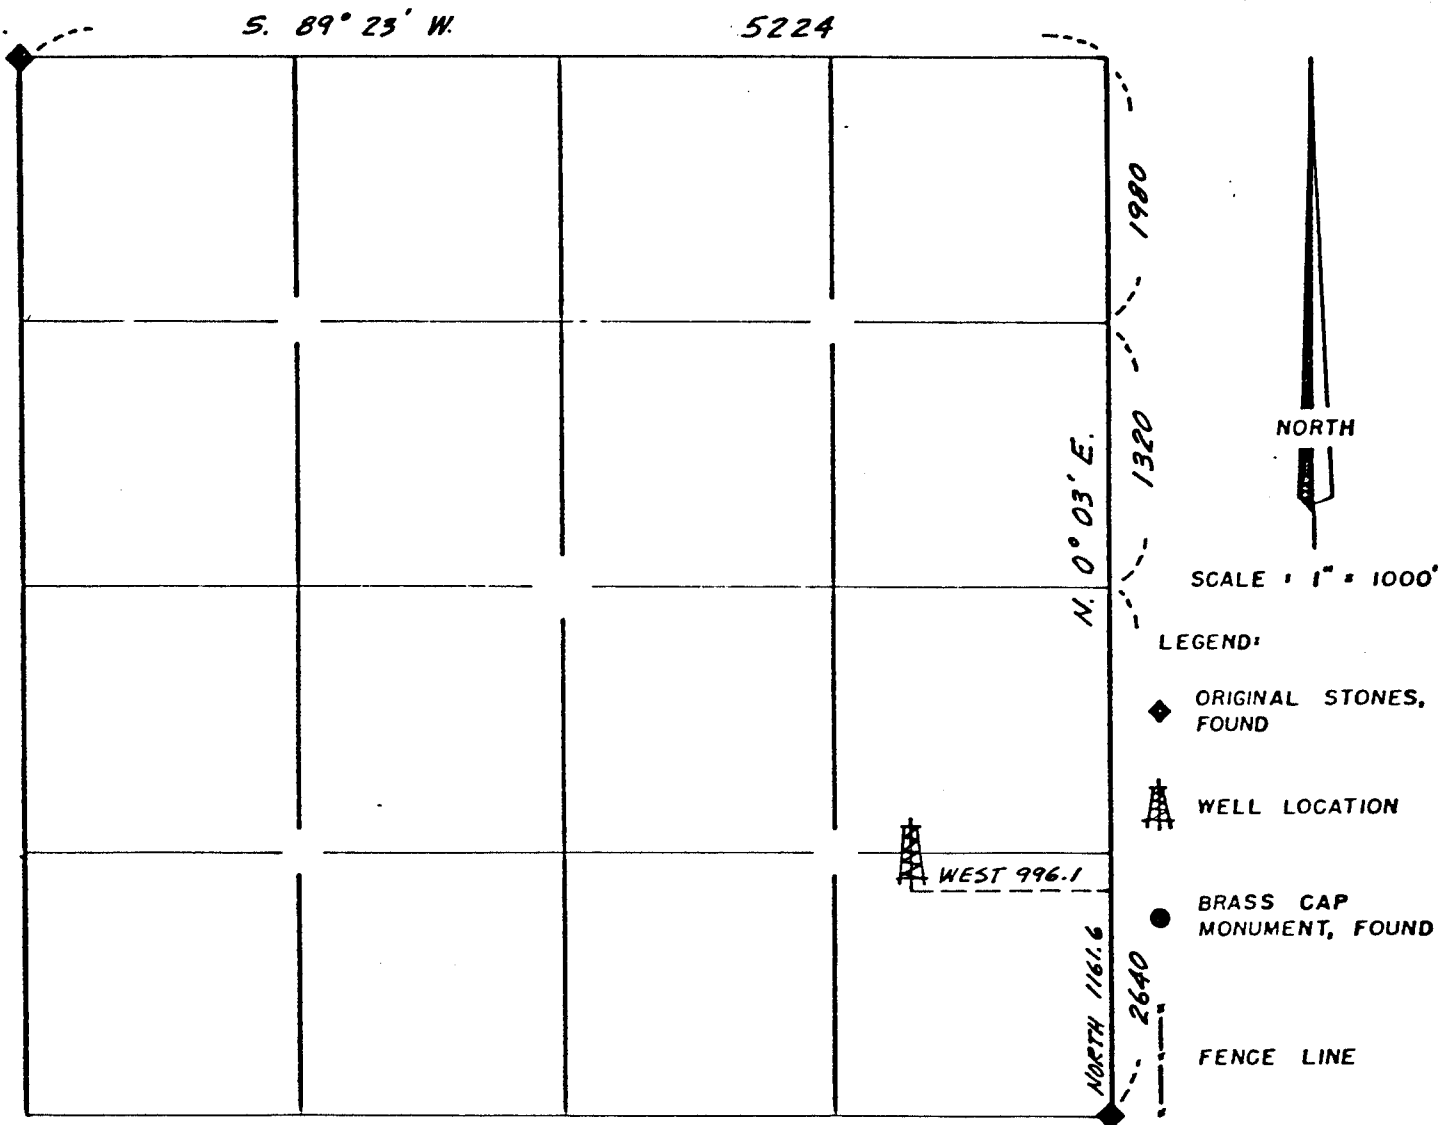 S. 89° 23' W. 5224
1980
1320
N. 0° 03' E.
NORTH
SCALE : 1" = 1000'
LEGEND:
ORIGINAL STONES,
FOUND
WELL LOCATION
WEST 996.1
BRASS CAP
MONUMENT, FOUND
NORTH 1161.6
2640
FENCE LINE